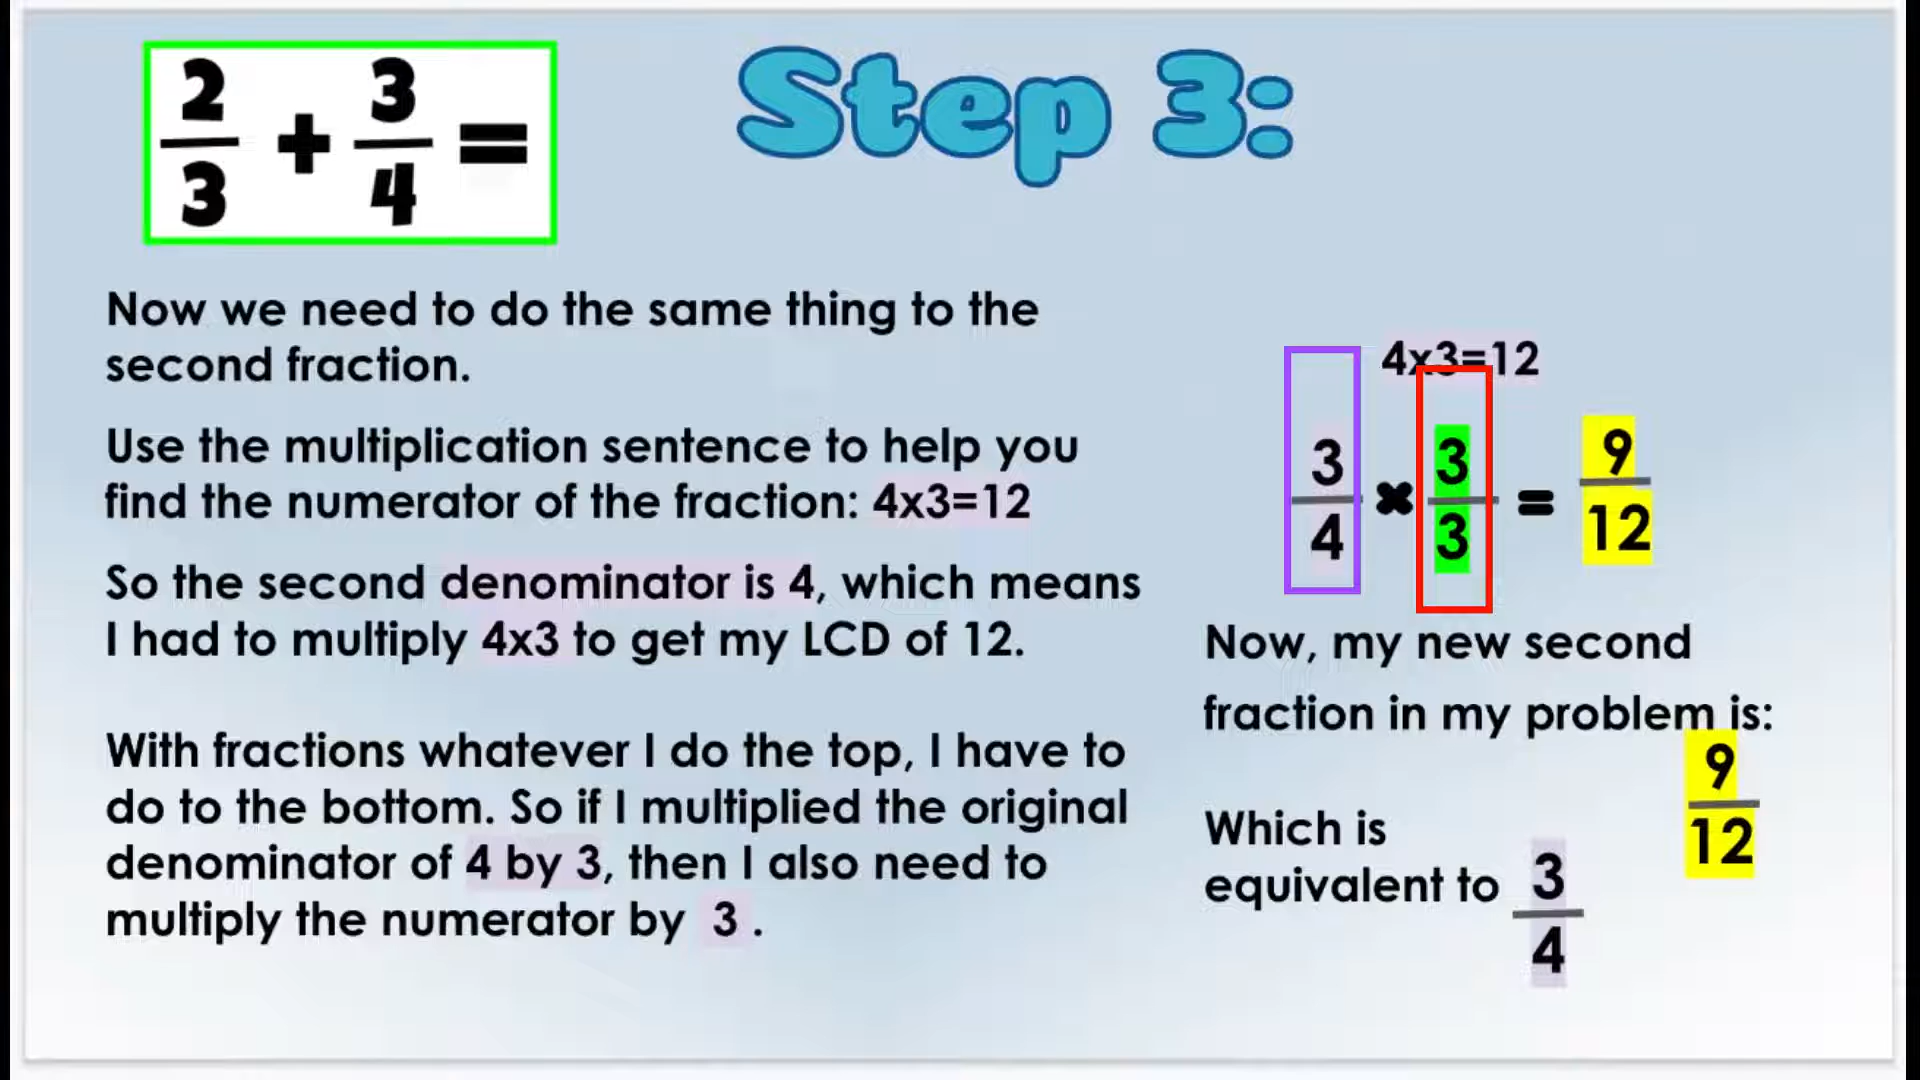 2/3 + 3/4 =
Step 3:
Now we need to do the same thing to the
second fraction.
Use the multiplication sentence to help you
find the numerator of the fraction: 4x3=12
So the second denominator is 4, which means
I had to multiply 4x3 to get my LCD of 12.
With fractions whatever I do the top, I have to
do to the bottom. So if I multiplied the original
denominator of 4 by 3, then I also need to
multiply the numerator by 3 .
4x3=12
3/4 × 3/3 = 9/12
Now, my new second
fraction in my problem is:
9/12
Which is
equivalent to 3/4